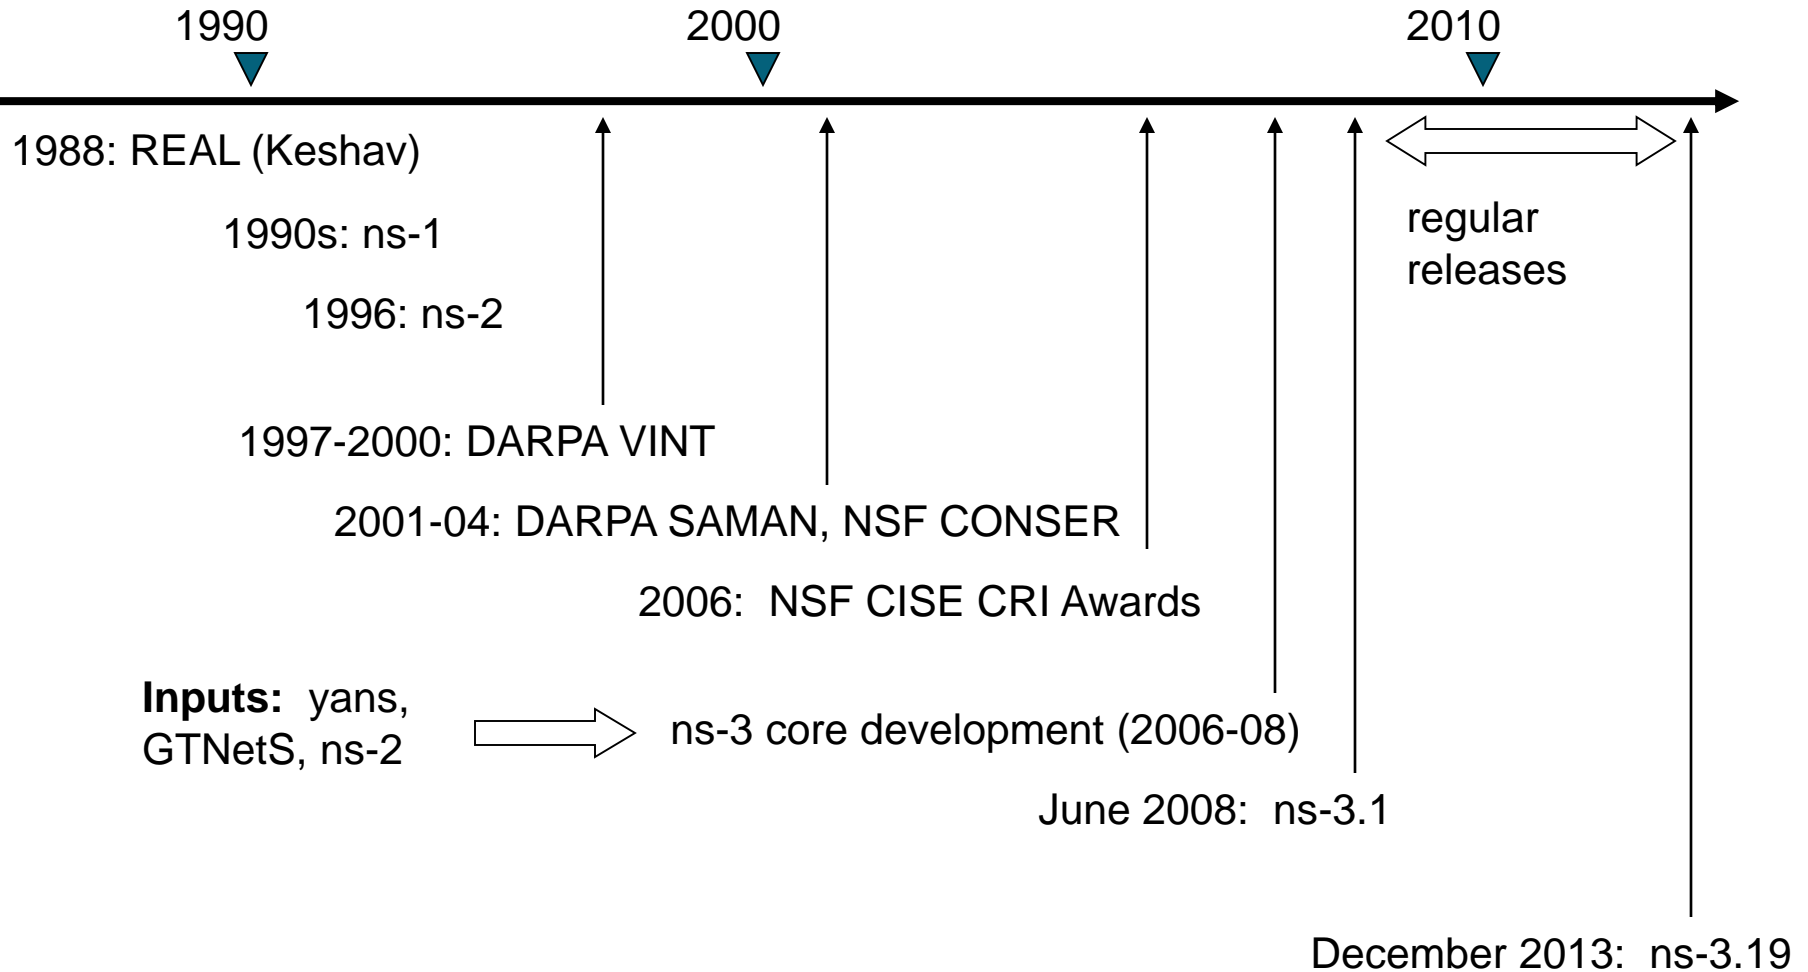 1990
2000
2010
1988: REAL (Keshav)
1990s: ns-1
1996: ns-2
regular
releases
1997-2000: DARPA VINT
2001-04: DARPA SAMAN, NSF CONSER
2006:  NSF CISE CRI Awards
Inputs:  yans,
GTNetS, ns-2
ns-3 core development (2006-08)
June 2008:  ns-3.1
December 2013:  ns-3.19